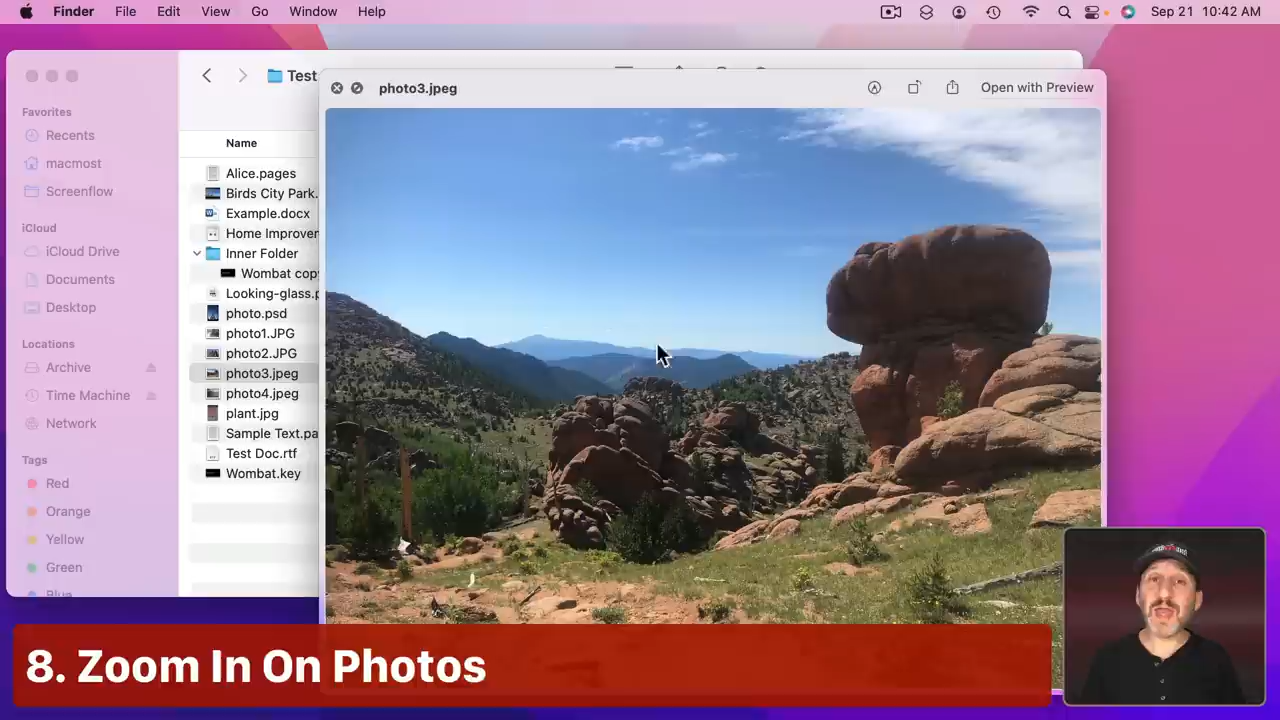 Finder File Edit View Go Window Help Sep 21 10:42 AM
Test
photo3.jpeg Open with Preview
Favorites
Recents
macmost
Screenflow
iCloud
iCloud Drive
Documents
Desktop
Locations
Archive
Time Machine
Network
Tags
Red
Orange
Yellow
Green
Blue
Name
Alice.pages
Birds City Park.
Example.docx
Home Improven
Inner Folder
Wombat copy
Looking-glass.p
photo.psd
photo1.JPG
photo2.JPG
photo3.jpeg
photo4.jpeg
plant.jpg
Sample Text.pa
Test Doc.rtf
Wombat.key
8. Zoom In On Photos